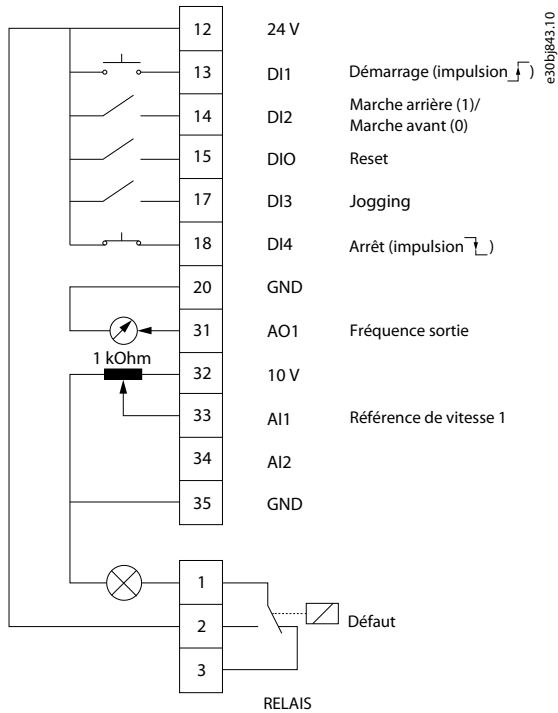 e30bj843.10
12 24 V
13 DI1 Démarrage (impulsion )
14 DI2 Marche arrière (1)/
Marche avant (0)
15 DIO Reset
17 DI3 Jogging
18 DI4 Arrêt (impulsion )
20 GND
31 AO1 Fréquence sortie
1 kOhm
32 10 V
33 AI1 Référence de vitesse 1
34 AI2
35 GND
1
2 Défaut
3
RELAIS